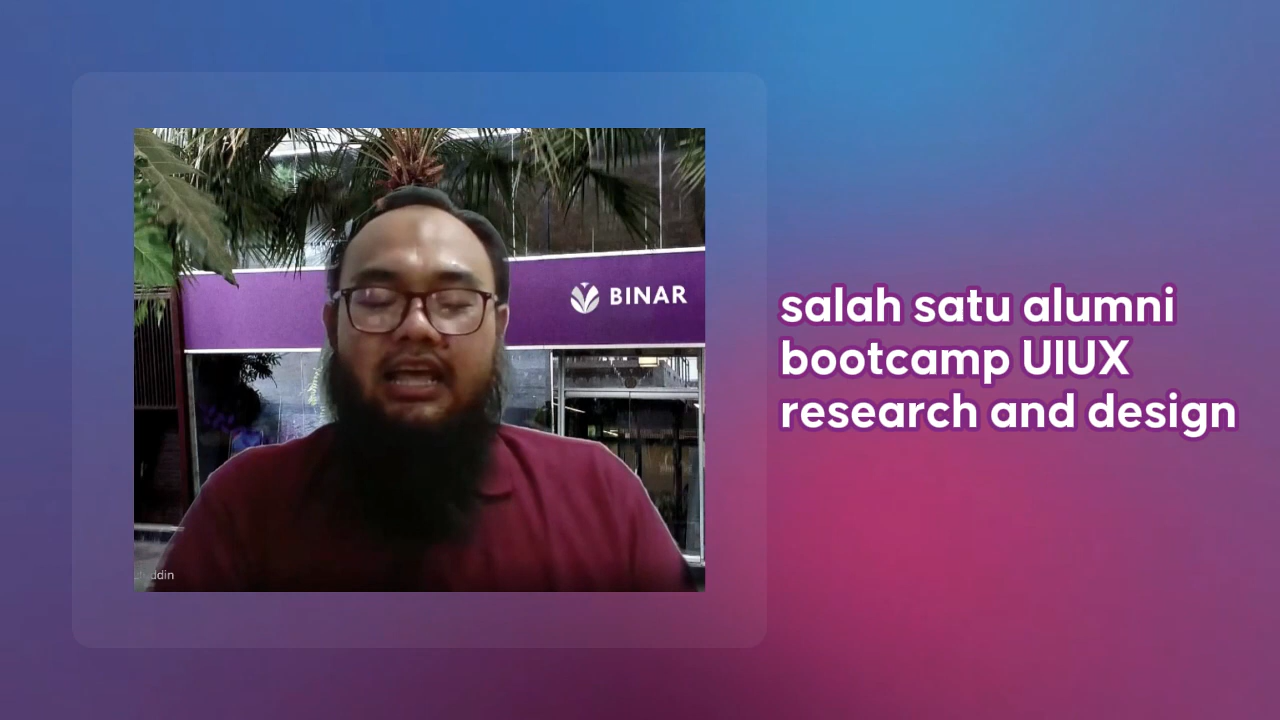 BINAR
salah satu alumni
bootcamp UIUX
research and design